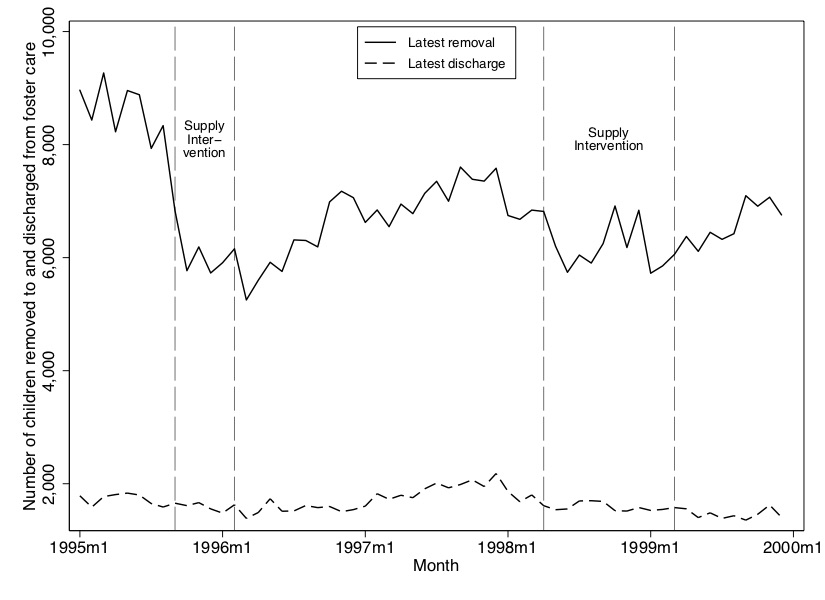 Latest removal
Latest discharge
Supply
Inter–
vention
Supply
Intervention
Number of children removed to and discharged from foster care
10,000
8,000
6,000
4,000
2,000
1995m1
1996m1
1997m1
1998m1
1999m1
2000m1
Month